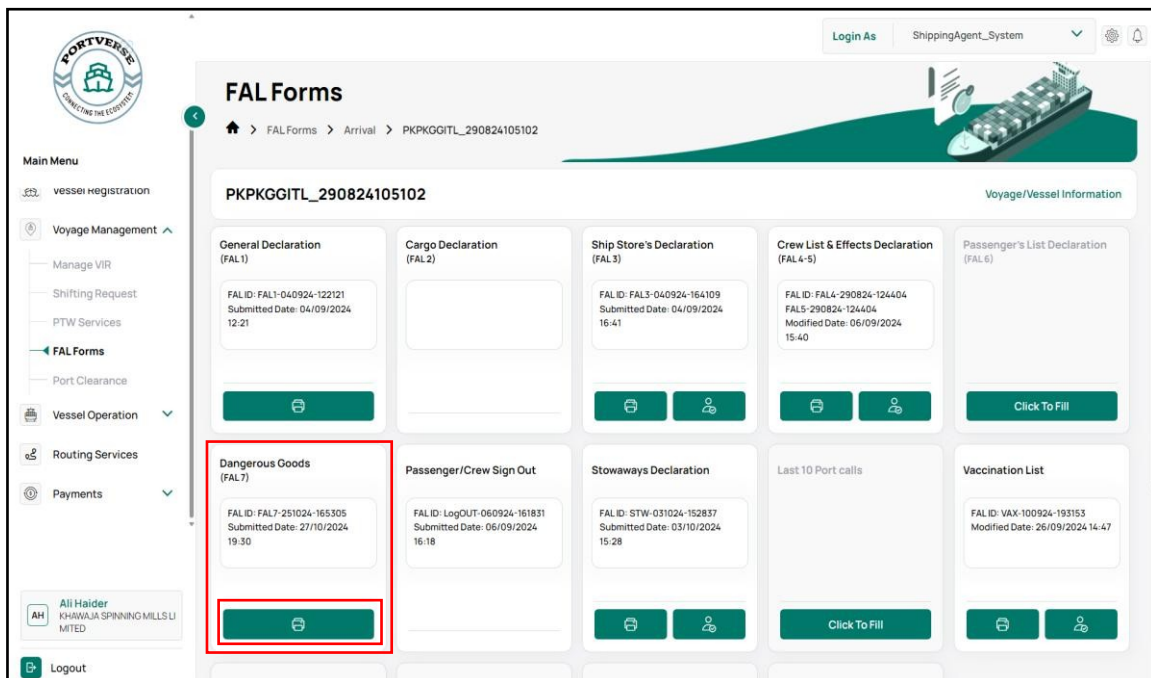 PORTVERSE
CONNECTING THE ECOSYSTEM
Login As
ShippingAgent_System
FAL Forms
> FAL Forms > Arrival > PKPKGGITL_290824105102
Main Menu
Vessel Registration
Voyage Management
Manage VIR
Shifting Request
PTW Services
FAL Forms
Port Clearance
Vessel Operation
Routing Services
Payments
AH
Ali Haider
KHAWAJA SPINNING MILLS LI
MITED
Logout
PKPKGGITL_290824105102
Voyage/Vessel Information
General Declaration
(FAL 1)
FAL ID: FAL1-040924-122121
Submitted Date: 04/09/2024
12:21
Cargo Declaration
(FAL 2)
Ship Store's Declaration
(FAL 3)
FAL ID: FAL3-040924-164109
Submitted Date: 04/09/2024
16:41
Crew List & Effects Declaration
(FAL 4-5)
FAL ID: FAL4-290824-124404
FAL5-290824-124404
Modified Date: 06/09/2024
15:40
Passenger's List Declaration
(FAL 6)
Click To Fill
Dangerous Goods
(FAL 7)
FAL ID: FAL7-251024-165305
Submitted Date: 27/10/2024
19:30
Passenger/Crew Sign Out
FAL ID: LogOUT-060924-161831
Submitted Date: 06/09/2024
16:18
Stowaways Declaration
FAL ID: STW-031024-152837
Submitted Date: 03/10/2024
15:28
Last 10 Port calls
Click To Fill
Vaccination List
FAL ID: VAX-100924-193153
Modified Date: 26/09/2024 14:47